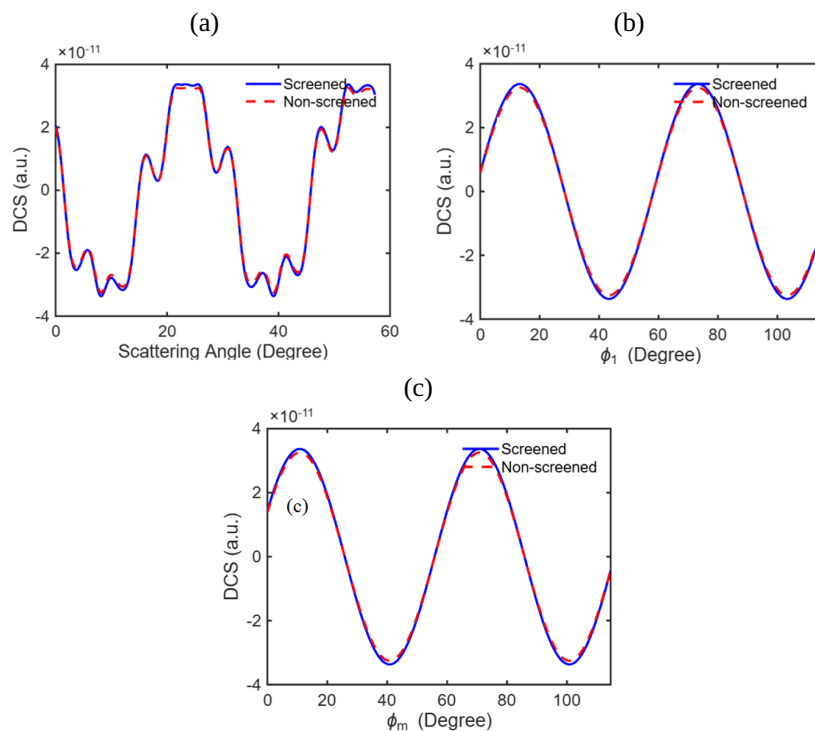 (a)
×10⁻¹¹
4
2
0
-2
-4
DCS (a.u.)
Screened
Non-screened
0 20 40 60
Scattering Angle (Degree)
(b)
×10⁻¹¹
4
2
0
-2
-4
DCS (a.u.)
Screened
Non-screened
0 20 40 60 80 100
ϕ₁ (Degree)
(c)
×10⁻¹¹
4
2
0
-2
-4
DCS (a.u.)
Screened
Non-screened
(c)
0 20 40 60 80 100
ϕₘ (Degree)